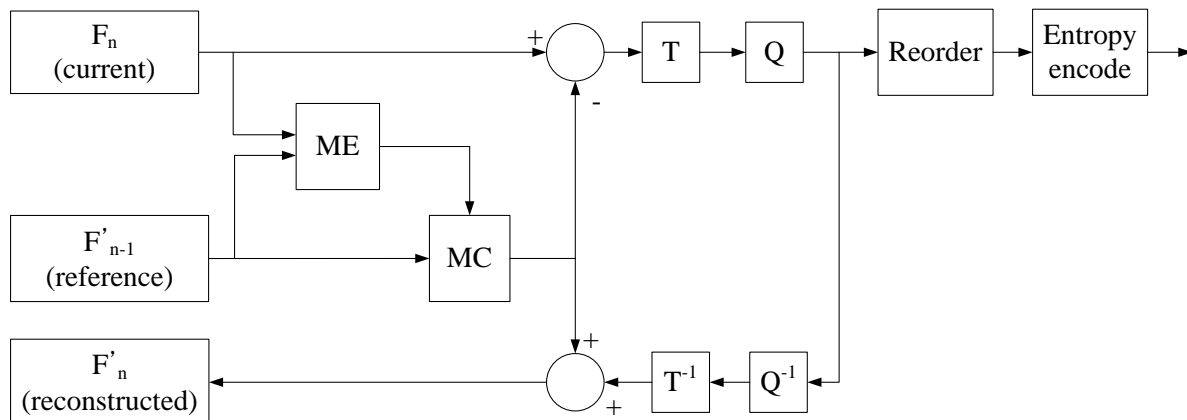 Fn
(current)
+
T
Q
Reorder
Entropy
encode
-
ME
F'n-1
(reference)
MC
+
F'n
(reconstructed)
+
T-1
Q-1